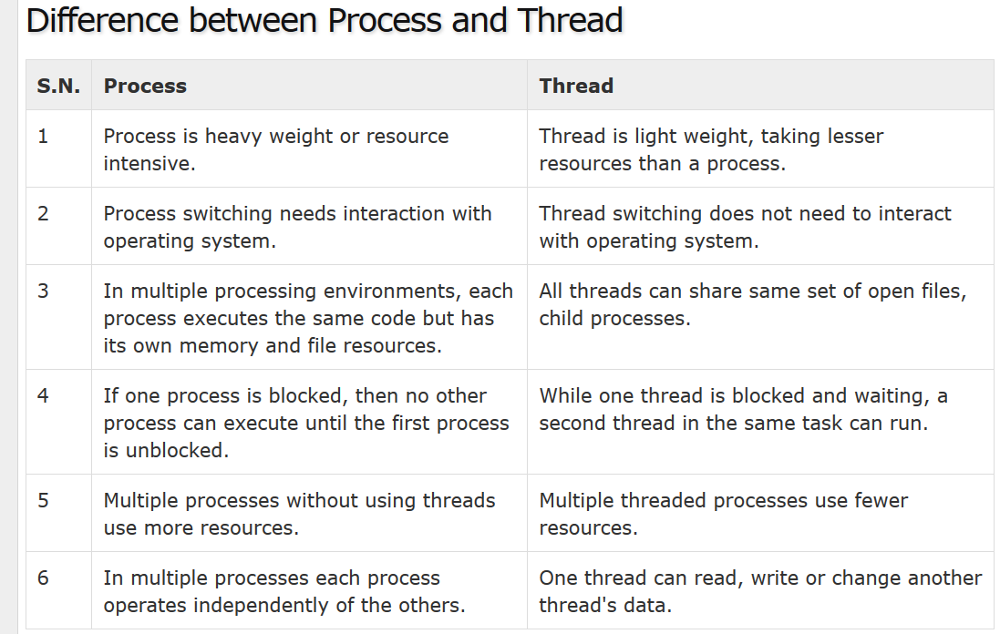 Difference between Process and Thread
S.N. Process Thread
1 Process is heavy weight or resource Thread is light weight, taking lesser
intensive. resources than a process.
2 Process switching needs interaction with Thread switching does not need to interact
operating system. with operating system.
3 In multiple processing environments, each All threads can share same set of open files,
process executes the same code but has child processes.
its own memory and file resources.
4 If one process is blocked, then no other While one thread is blocked and waiting, a
process can execute until the first process second thread in the same task can run.
is unblocked.
5 Multiple processes without using threads Multiple threaded processes use fewer
use more resources. resources.
6 In multiple processes each process One thread can read, write or change another
operates independently of the others. thread's data.